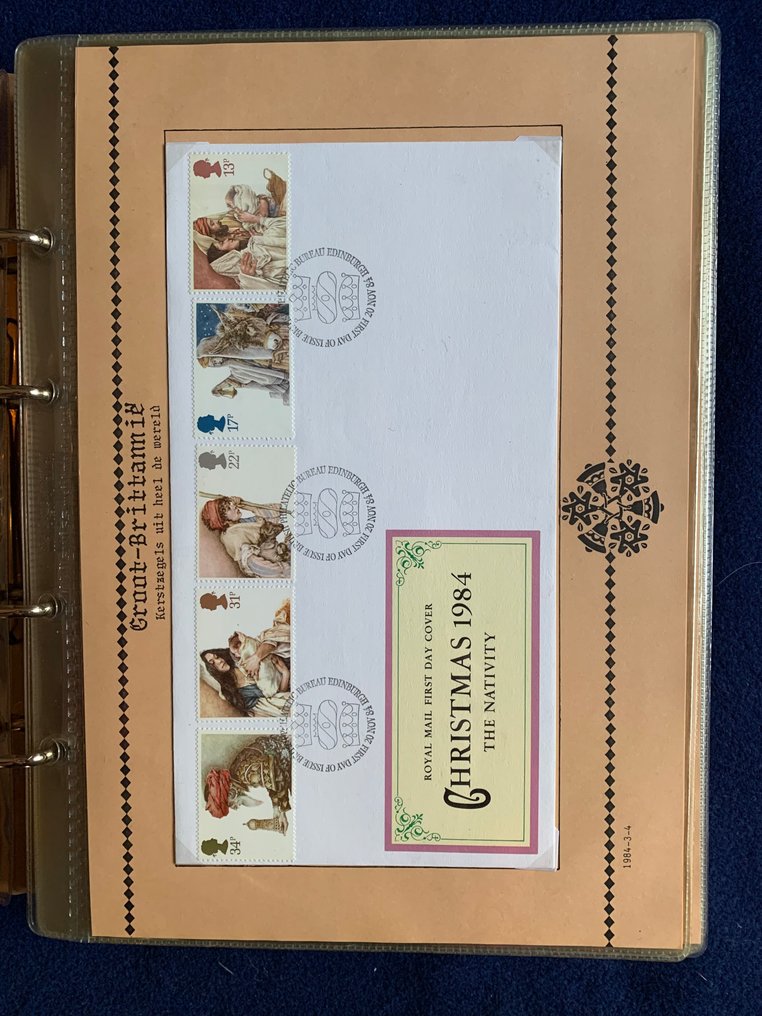 Groot-Brittannië
Kerstzegels uit heel de wereld
34P
31P
22P
17P
13P
FIRST DAY OF ISSUE
BUREAU EDINBURGH
20 NOV 84
FIRST DAY OF ISSUE
PHILATELIC BUREAU EDINBURGH
20 NOV 84
FIRST DAY OF ISSUE
BUREAU EDINBURGH
20 NOV 84
ROYAL MAIL FIRST DAY COVER
CHRISTMAS 1984
THE NATIVITY
1984-3-4